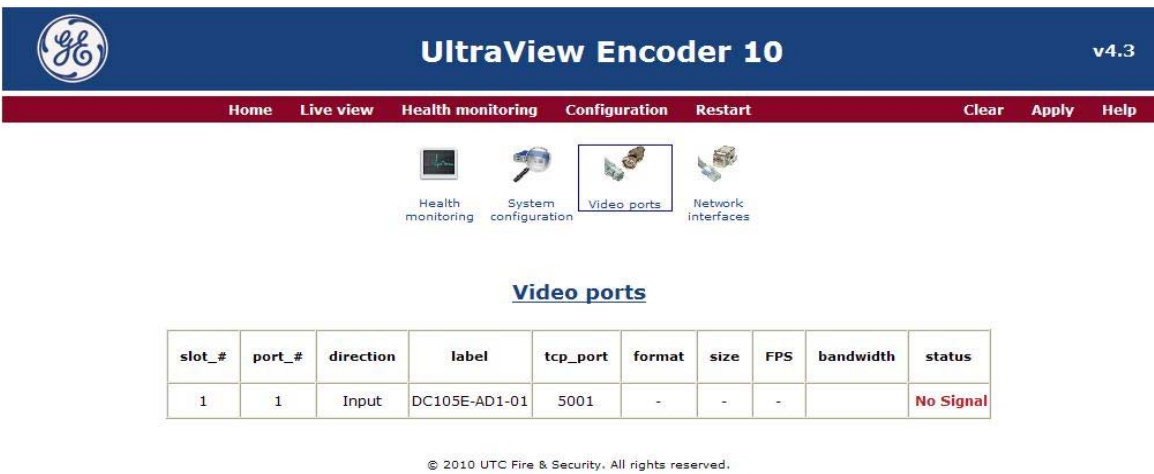 GE
UltraView Encoder 10
v4.3
Home Live view Health monitoring Configuration Restart Clear Apply Help
Health monitoring
System configuration
Video ports
Network interfaces
Video ports
slot_# port_# direction label tcp_port format size FPS bandwidth status
1 1 Input DC105E-AD1-01 5001 - - - No Signal
© 2010 UTC Fire & Security. All rights reserved.